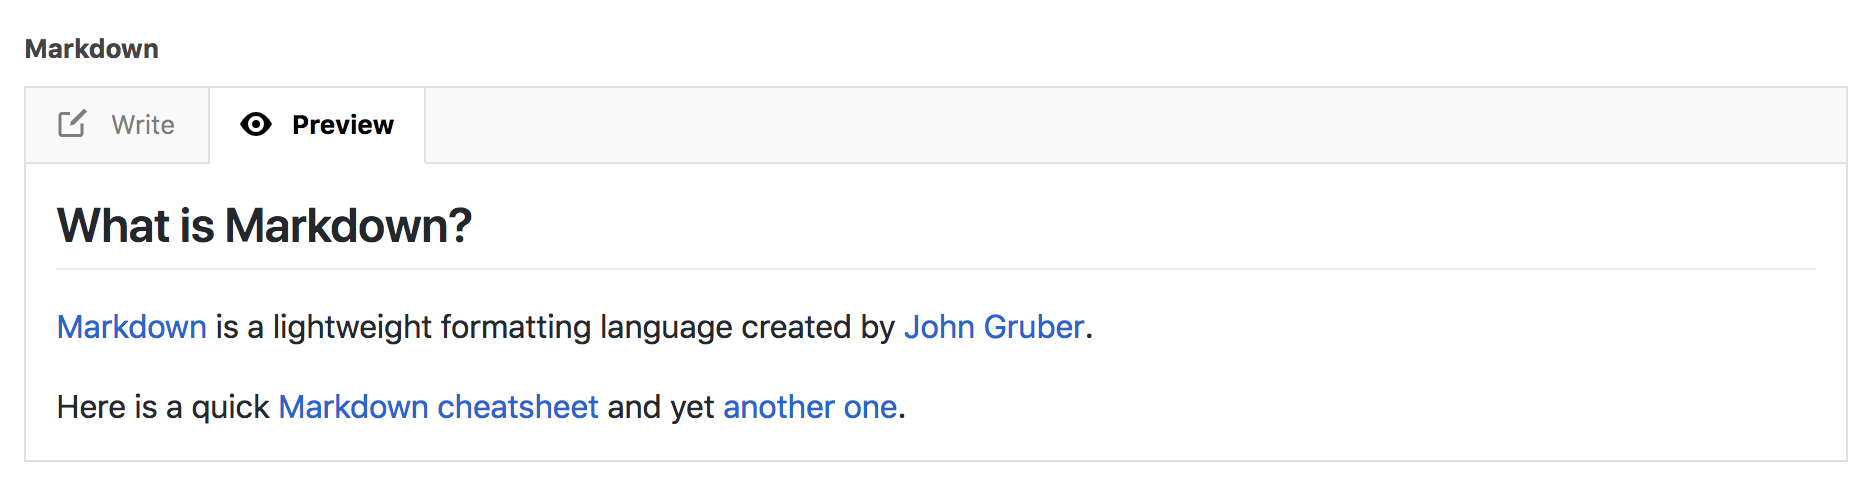 Markdown
Write
Preview
What is Markdown?
Markdown is a lightweight formatting language created by John Gruber.
Here is a quick Markdown cheatsheet and yet another one.